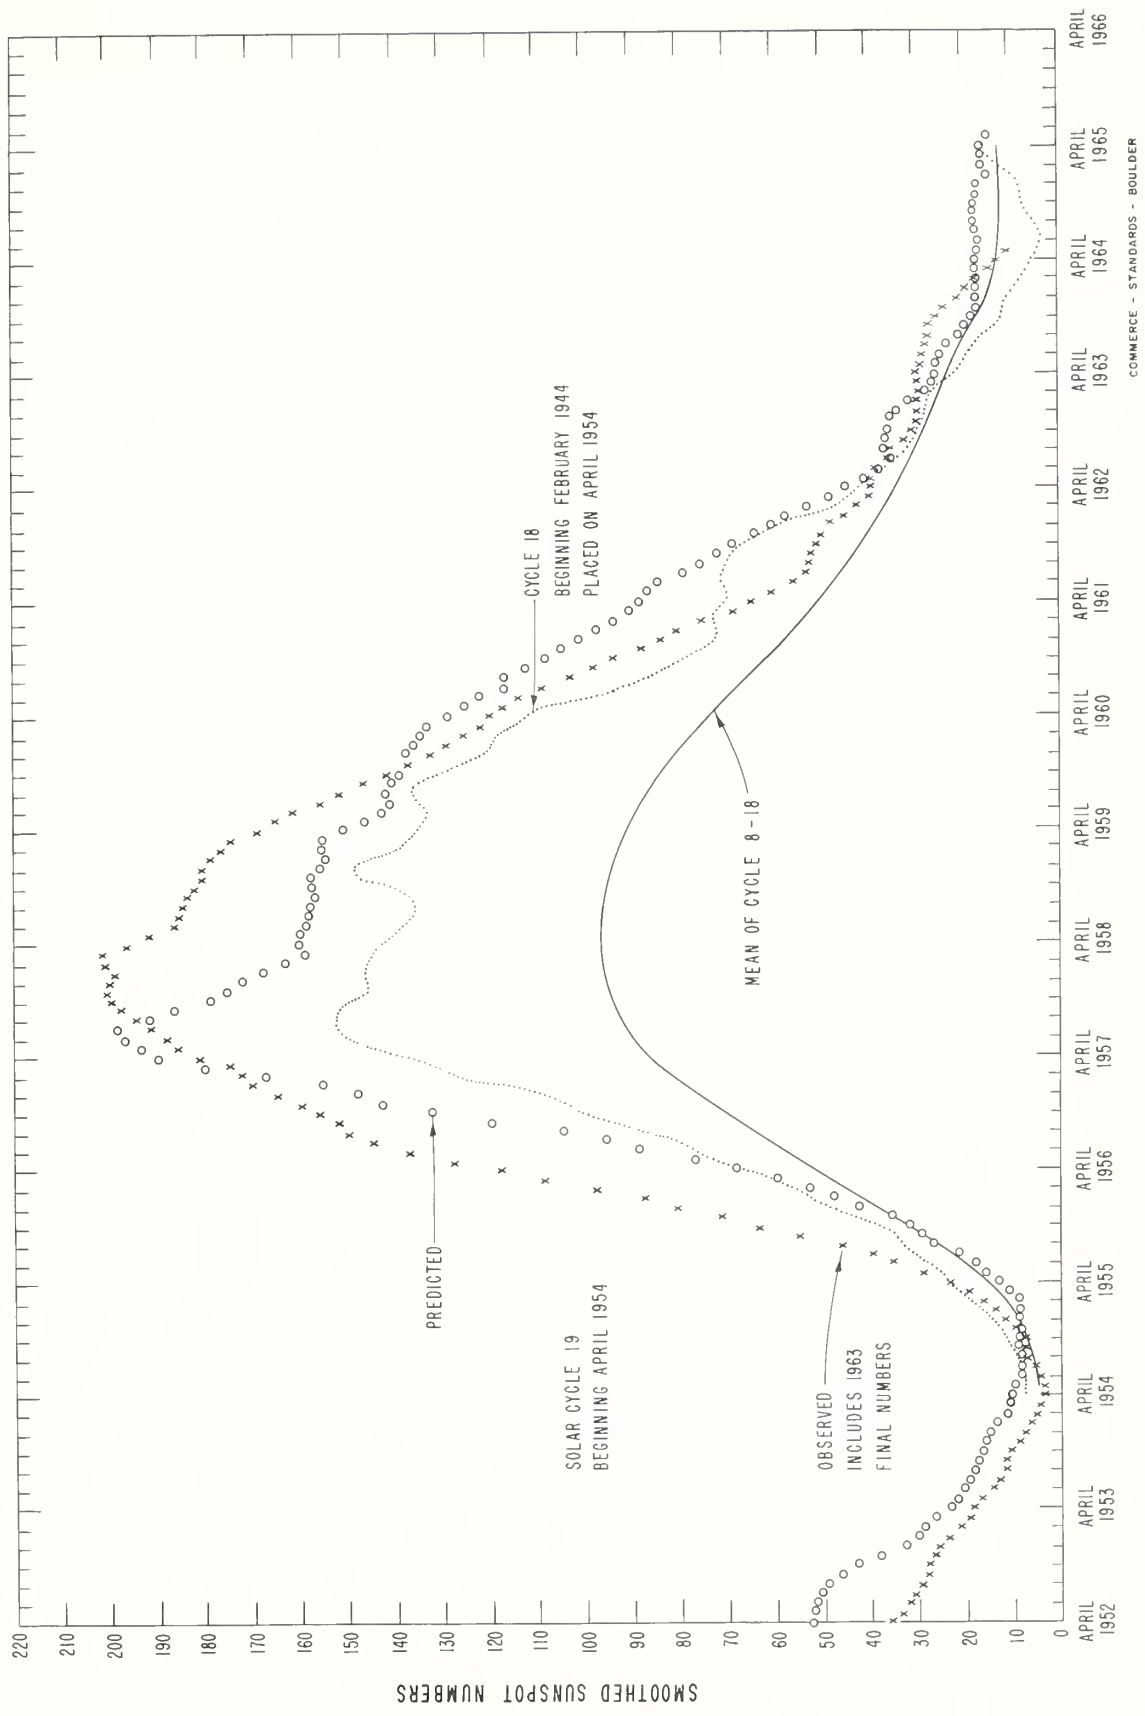 SMOOTHED SUNSPOT NUMBERS
220
210
200
190
180
170
160
150
140
130
120
110
100
90
80
70
60
50
40
30
20
10
0
PREDICTED
SOLAR CYCLE 19
BEGINNING APRIL 1954
OBSERVED
INCLUDES 1963
FINAL NUMBERS
MEAN OF CYCLE 8-18
CYCLE 18
BEGINNING FEBRUARY 1944
PLACED ON APRIL 1954
APRIL
1952
APRIL
1953
APRIL
1954
APRIL
1955
APRIL
1956
APRIL
1957
APRIL
1958
APRIL
1959
APRIL
1960
APRIL
1961
APRIL
1962
APRIL
1963
APRIL
1964
APRIL
1965
APRIL
1966
COMMERCE - STANDARDS - BOULDER